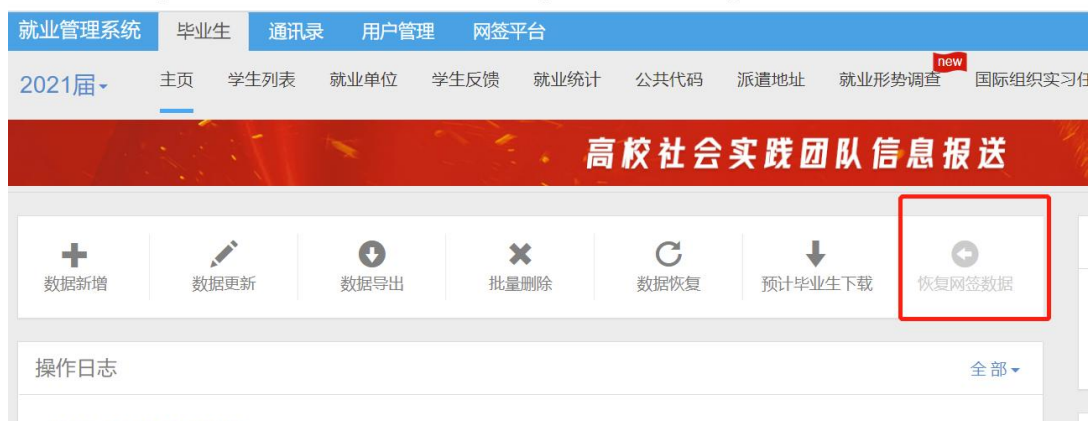 就业管理系统 毕业生 通讯录 用户管理 网签平台
new
2021届 主页 学生列表 就业单位 学生反馈 就业统计 公共代码 派遣地址 就业形势调查 国际组织实习任
高校社会实践团队信息报送
数据新增 数据更新 数据导出 批量删除 数据恢复 预计毕业生下载 恢复网签数据
操作日志 全部